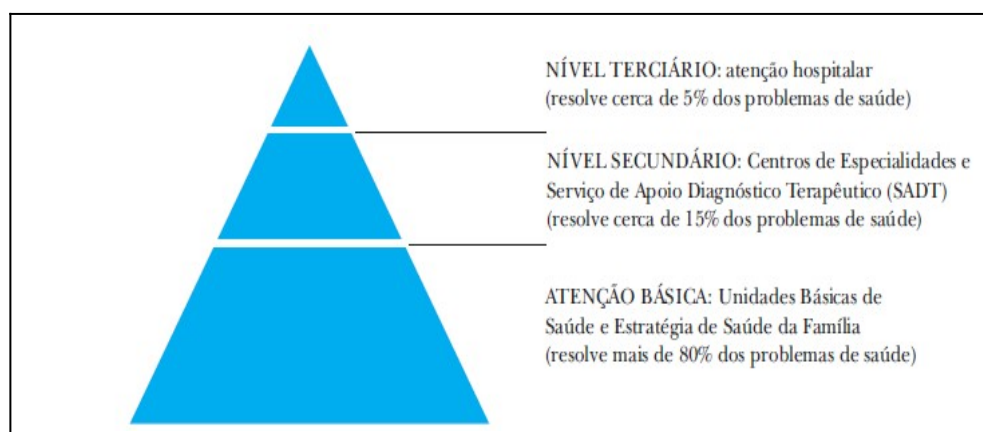 NÍVEL TERCIÁRIO: atenção hospitalar
(resolve cerca de 5% dos problemas de saúde)
NÍVEL SECUNDÁRIO: Centros de Especialidades e
Serviço de Apoio Diagnóstico Terapêutico (SADT)
(resolve cerca de 15% dos problemas de saúde)
ATENÇÃO BÁSICA: Unidades Básicas de
Saúde e Estratégia de Saúde da Família
(resolve mais de 80% dos problemas de saúde)